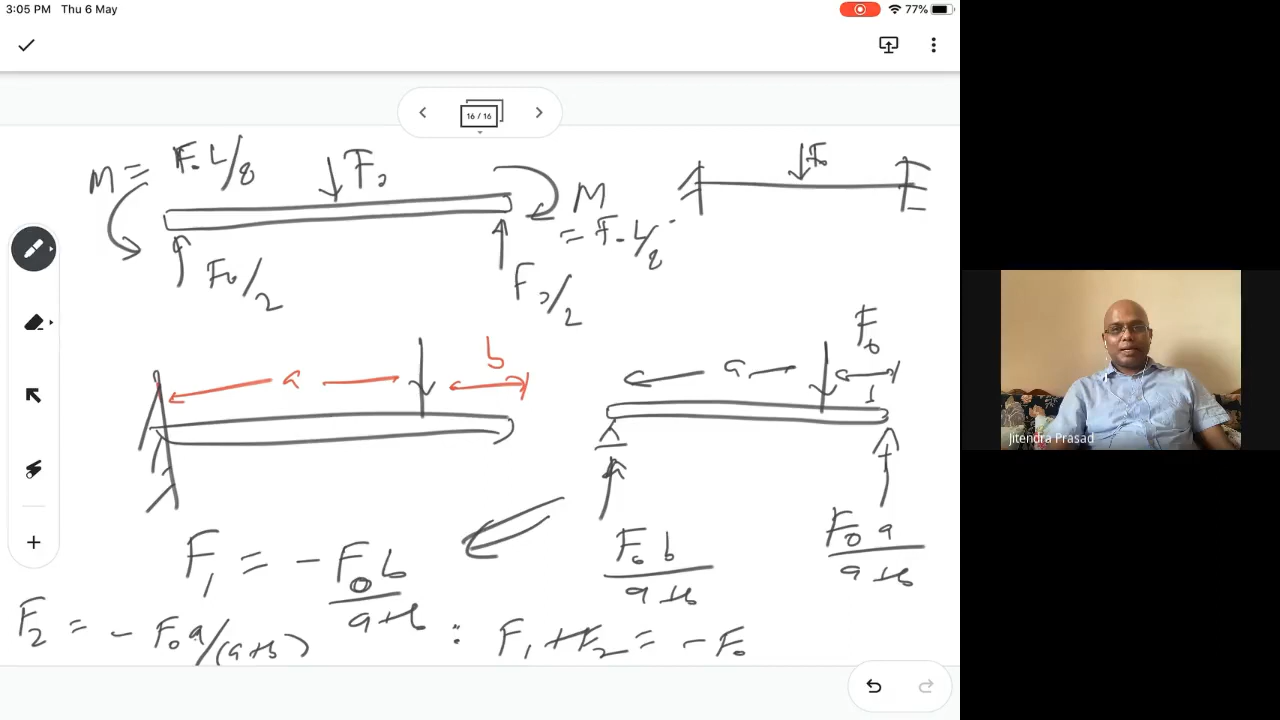 3:05 PM Thu 6 May
77%
16 / 16
M = F₀L/8
F₀
M
= F₀L/8
F₀
F₀/2
F₀/2
a
b
a
F₀
F₁ = - F₀b/a+b
F₀b/a+b
F₀a/a+b
F₂ = - F₀a/(a+b) : F₁ + F₂ = - F₀
Jitendra Prasad